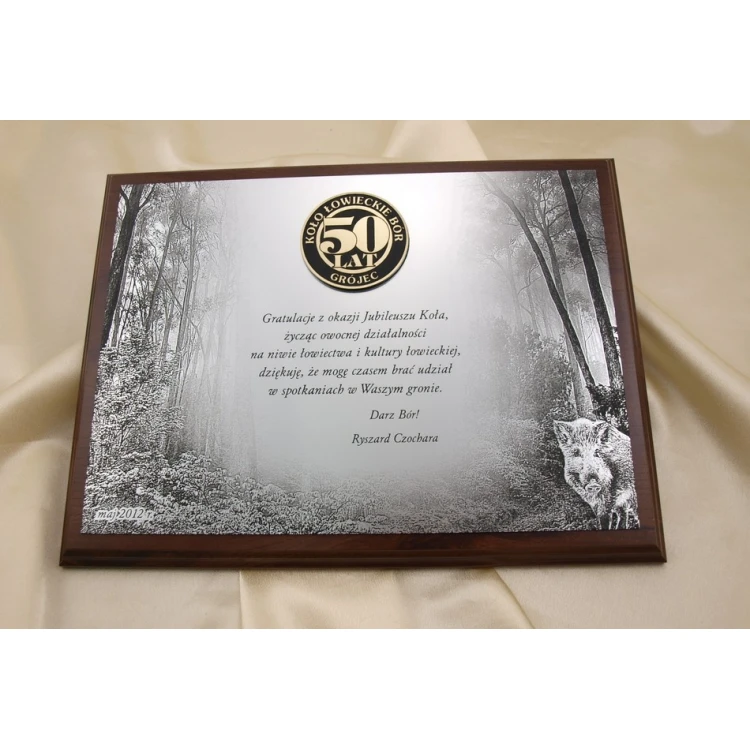 KOŁO ŁOWIECKIE BÓR
50
LAT
GRÓJEC
Gratulacje z okazji Jubileuszu Koła,
życząc owocnej działalności
na niwie łowiectwa i kultury łowieckiej,
dziękuję, że mogę czasem brać udział
w spotkaniach w Waszym gronie.
Darz Bór!
Ryszard Czochara
maj 2012 r.